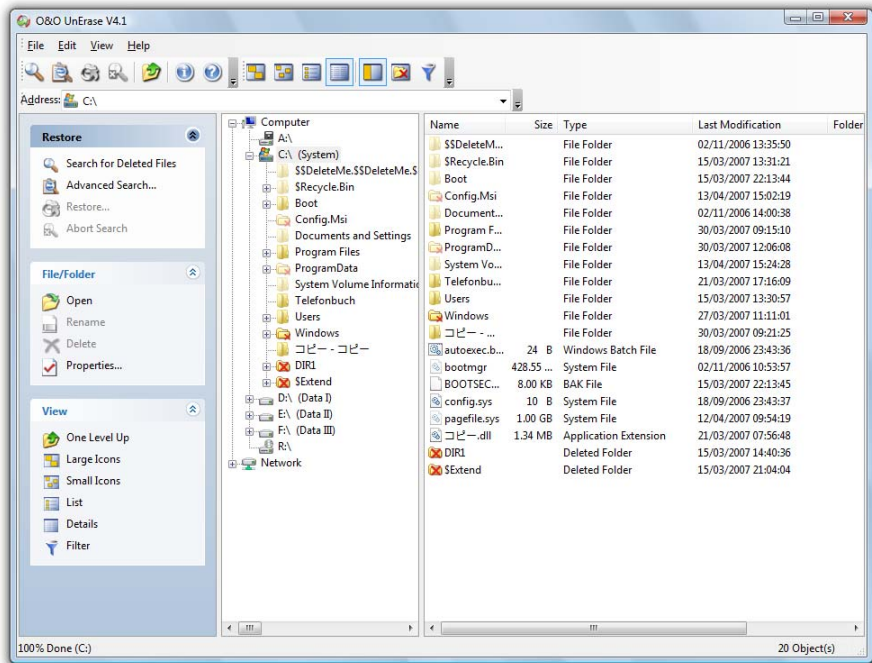 O&O UnErase V4.1
File Edit View Help
Address: C:\
Restore
Search for Deleted Files
Advanced Search...
Restore...
Abort Search
File/Folder
Open
Rename
Delete
Properties...
View
One Level Up
Large Icons
Small Icons
List
Details
Filter
Computer
A:\
C:\ (System)
$$DeleteMe.$$DeleteMe.$
$Recycle.Bin
Boot
Config.Msi
Documents and Settings
Program Files
ProgramData
System Volume Informatic
Telefonbuch
Users
Windows
コピー - コピー
DIR1
$Extend
D:\ (Data I)
E:\ (Data II)
F:\ (Data III)
R:\
Network
Name Size Type Last Modification Folder
$$DeleteM... File Folder 02/11/2006 13:35:50
$Recycle.Bin File Folder 15/03/2007 13:31:21
Boot File Folder 15/03/2007 22:13:44
Config.Msi File Folder 13/04/2007 15:02:19
Document... File Folder 02/11/2006 14:00:38
Program F... File Folder 30/03/2007 09:15:10
ProgramD... File Folder 30/03/2007 12:06:08
System Vo... File Folder 13/04/2007 15:24:28
Telefonbu... File Folder 21/03/2007 17:16:09
Users File Folder 15/03/2007 13:30:57
Windows File Folder 27/03/2007 11:11:01
コピー - ... File Folder 30/03/2007 09:21:25
autoexec.b... 24 B Windows Batch File 18/09/2006 23:43:36
bootmgr 428.55 ... System File 02/11/2006 10:53:57
BOOTSEC... 8.00 KB BAK File 15/03/2007 22:13:45
config.sys 10 B System File 18/09/2006 23:43:37
pagefile.sys 1.00 GB System File 12/04/2007 09:54:19
コピー.dll 1.34 MB Application Extension 21/03/2007 07:56:48
DIR1 Deleted Folder 15/03/2007 14:40:36
$Extend Deleted Folder 15/03/2007 21:04:04
100% Done (C:) 20 Object(s)